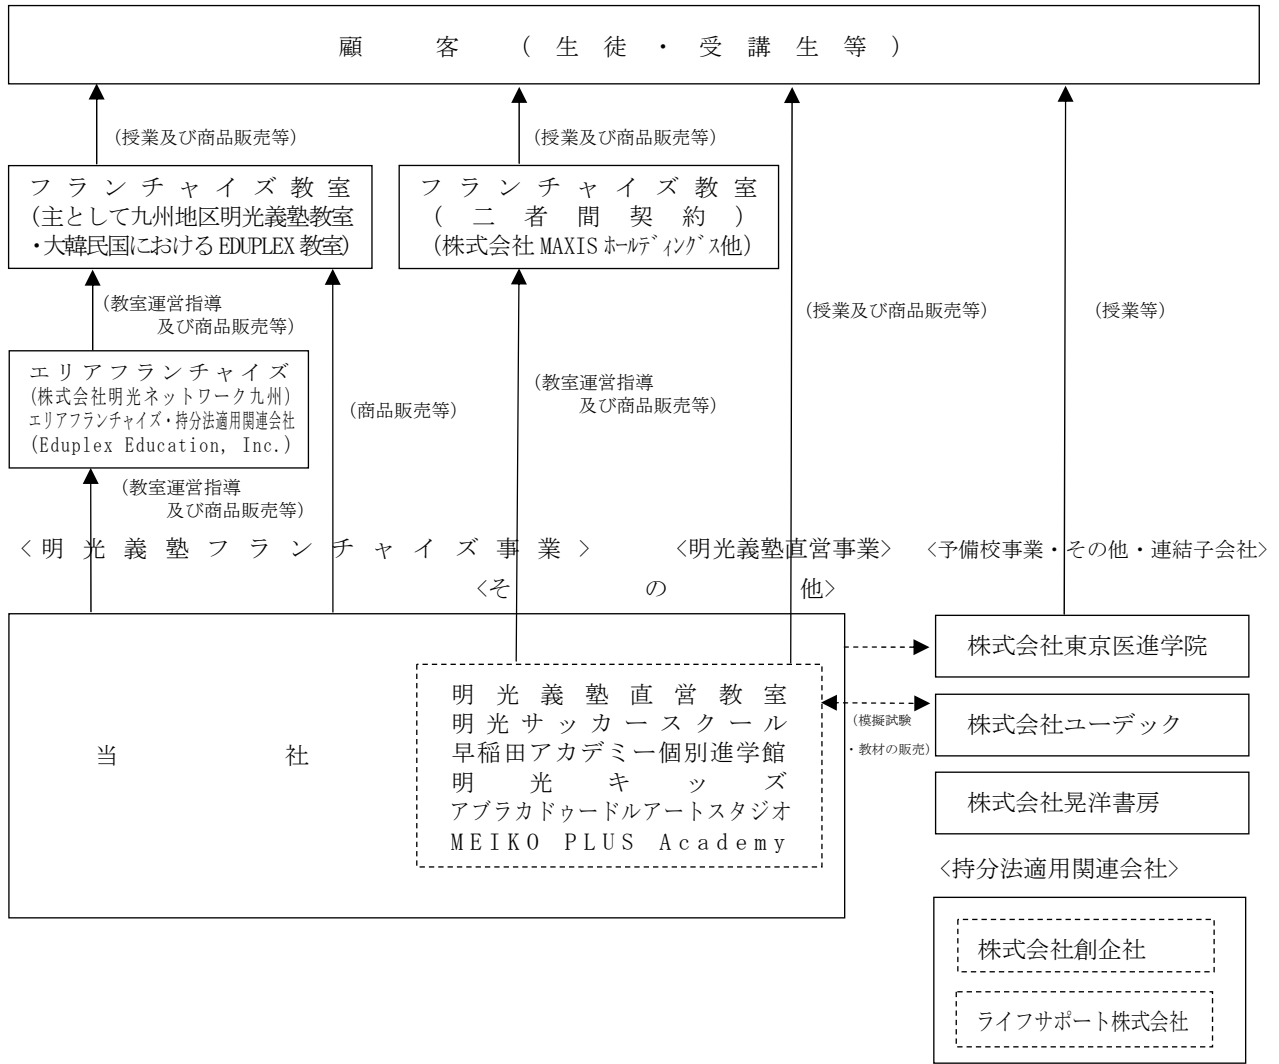 顧客(生徒・受講生等)
(授業及び商品販売等)
(授業及び商品販売等)
フランチャイズ教室
(主として九州地区明光義塾教室
・大韓民国におけるEDUPLEX教室)
フランチャイズ教室
(二者間契約)
(株式会社MAXISホールディングス他)
(教室運営指導
及び商品販売等)
(授業及び商品販売等)
(授業等)
エリアフランチャイズ
(株式会社明光ネットワーク九州)
エリアフランチャイズ・持分法適用関連会社
(Eduplex Education, Inc.)
(商品販売等)
(教室運営指導
及び商品販売等)
(教室運営指導
及び商品販売等)
<明光義塾フランチャイズ事業>
<明光義塾直営事業>
<予備校事業・その他・連結子会社>
<その他>
当社
明光義塾直営教室
明光サッカースクール
早稲田アカデミー個別進学館
明光キッズ
アブラカドゥードルアートスタジオ
MEIKO PLUS Academy
(模擬試験
・教材の販売)
株式会社東京医進学院
株式会社ユーデック
株式会社晃洋書房
<持分法適用関連会社>
株式会社創企社
ライフサポート株式会社